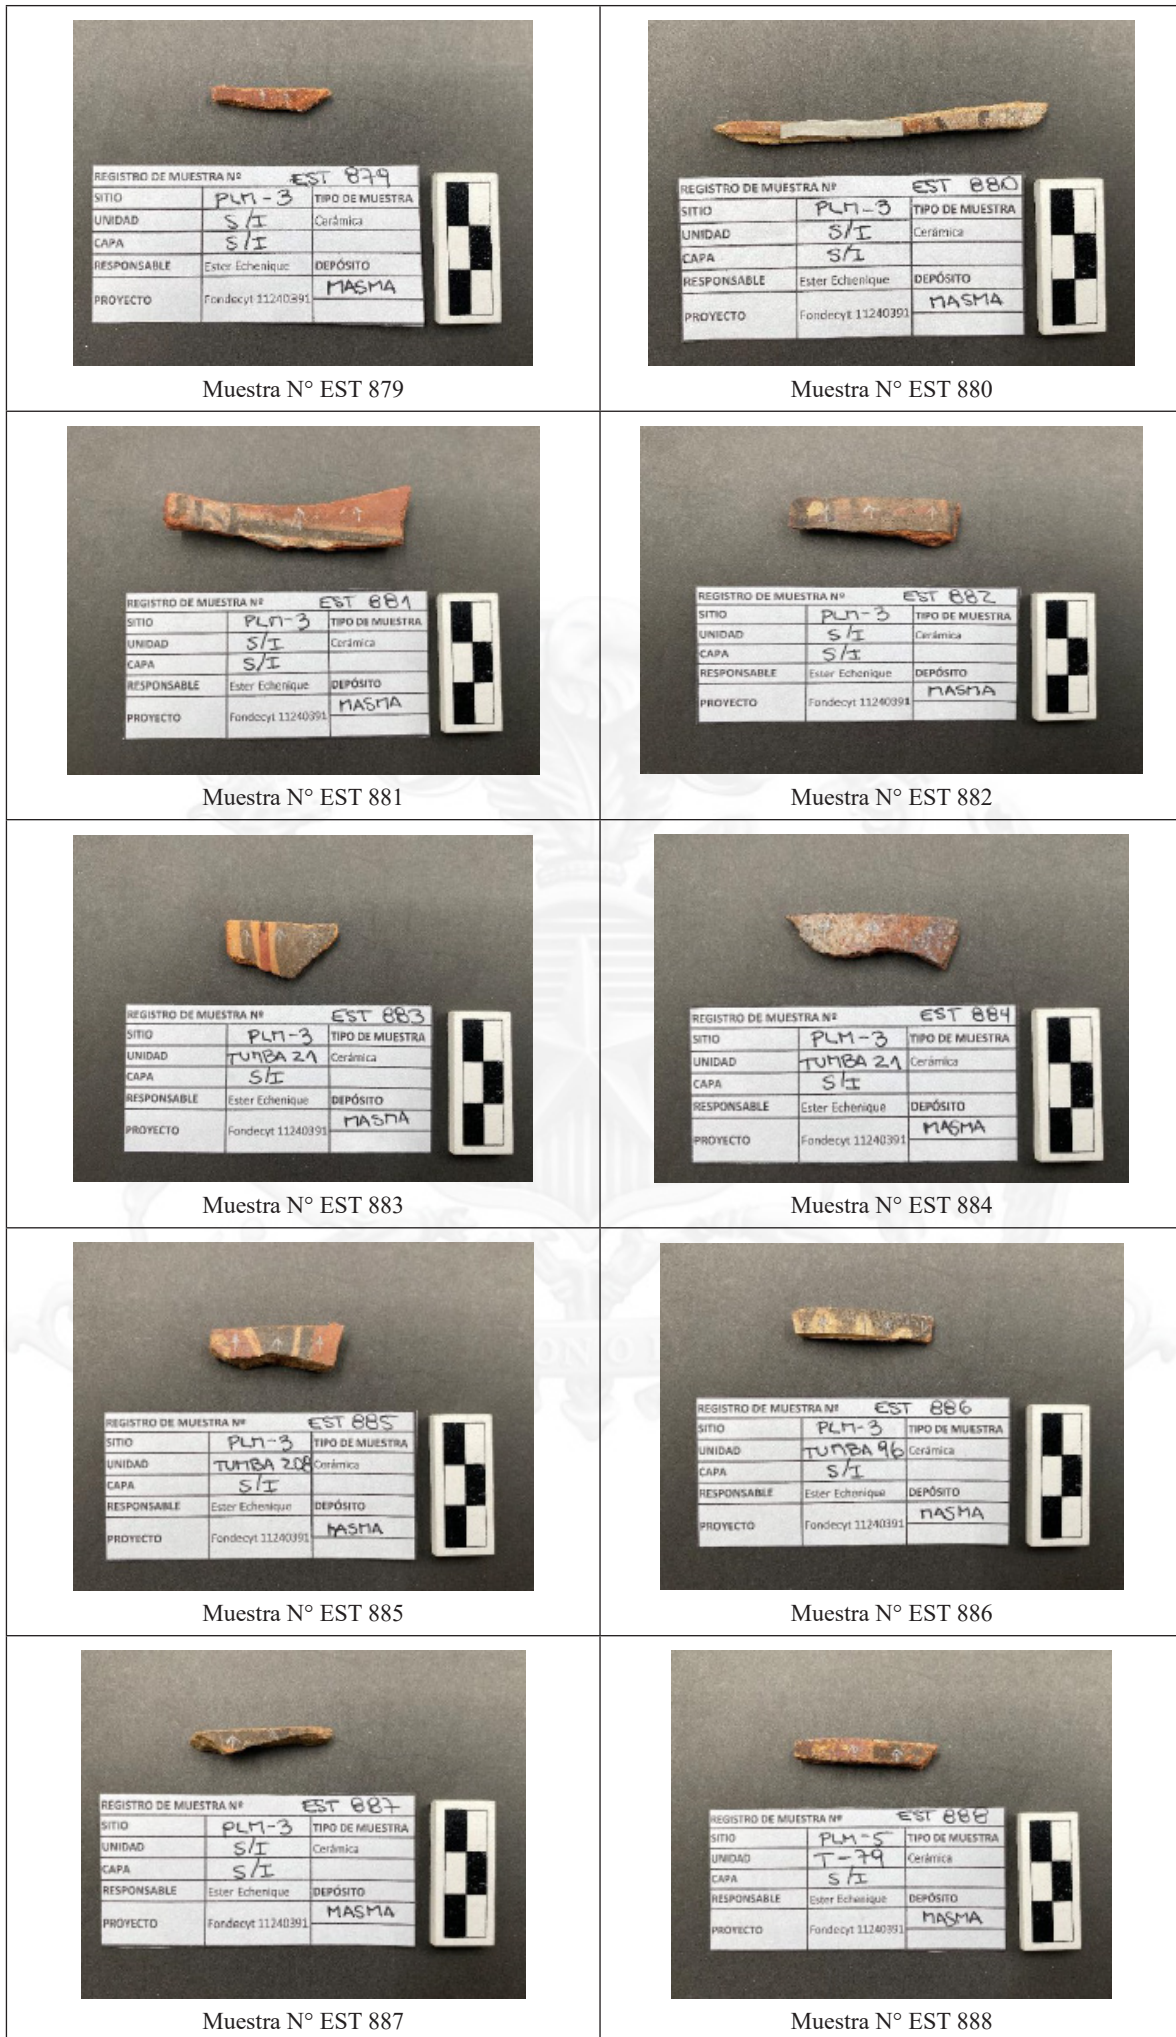 REGISTRO DE MUESTRA Nº EST 879
SITIO PLM-3 TIPO DE MUESTRA
UNIDAD S/I Cerámica
CAPA S/I
RESPONSABLE Ester Echenique DEPÓSITO
MASMA
PROYECTO Fondecyt 11240391
Muestra N° EST 879
REGISTRO DE MUESTRA Nº EST 880
SITIO PLM-3 TIPO DE MUESTRA
UNIDAD S/I Cerámica
CAPA S/I
RESPONSABLE Ester Echenique DEPÓSITO
MASMA
PROYECTO Fondecyt 11240391
Muestra N° EST 880
REGISTRO DE MUESTRA Nº EST 881
SITIO PLM-3 TIPO DE MUESTRA
UNIDAD S/I Cerámica
CAPA S/I
RESPONSABLE Ester Echenique DEPÓSITO
MASMA
PROYECTO Fondecyt 11240391
Muestra N° EST 881
REGISTRO DE MUESTRA Nº EST 882
SITIO PLM-3 TIPO DE MUESTRA
UNIDAD S/I Cerámica
CAPA S/I
RESPONSABLE Ester Echenique DEPÓSITO
MASMA
PROYECTO Fondecyt 11240391
Muestra N° EST 882
REGISTRO DE MUESTRA Nº EST 883
SITIO PLM-3 TIPO DE MUESTRA
UNIDAD TUMBA 21 Cerámica
CAPA S/I
RESPONSABLE Ester Echenique DEPÓSITO
MASMA
PROYECTO Fondecyt 11240391
Muestra N° EST 883
REGISTRO DE MUESTRA Nº EST 884
SITIO PLM-3 TIPO DE MUESTRA
UNIDAD TUMBA 21 Cerámica
CAPA S/I
RESPONSABLE Ester Echenique DEPÓSITO
MASMA
PROYECTO Fondecyt 11240391
Muestra N° EST 884
REGISTRO DE MUESTRA Nº EST 885
SITIO PLM-3 TIPO DE MUESTRA
UNIDAD TUMBA 208 Cerámica
CAPA S/I
RESPONSABLE Ester Echenique DEPÓSITO
MASMA
PROYECTO Fondecyt 11240391
Muestra N° EST 885
REGISTRO DE MUESTRA Nº EST 886
SITIO PLM-3 TIPO DE MUESTRA
UNIDAD TUMBA 96 Cerámica
CAPA S/I
RESPONSABLE Ester Echenique DEPÓSITO
MASMA
PROYECTO Fondecyt 11240391
Muestra N° EST 886
REGISTRO DE MUESTRA Nº EST 887
SITIO PLM-3 TIPO DE MUESTRA
UNIDAD S/I Cerámica
CAPA S/I
RESPONSABLE Ester Echenique DEPÓSITO
MASMA
PROYECTO Fondecyt 11240391
Muestra N° EST 887
REGISTRO DE MUESTRA Nº EST 888
SITIO PLM-5 TIPO DE MUESTRA
UNIDAD T-79 Cerámica
CAPA S/I
RESPONSABLE Ester Echenique DEPÓSITO
MASMA
PROYECTO Fondecyt 11240391
Muestra N° EST 888